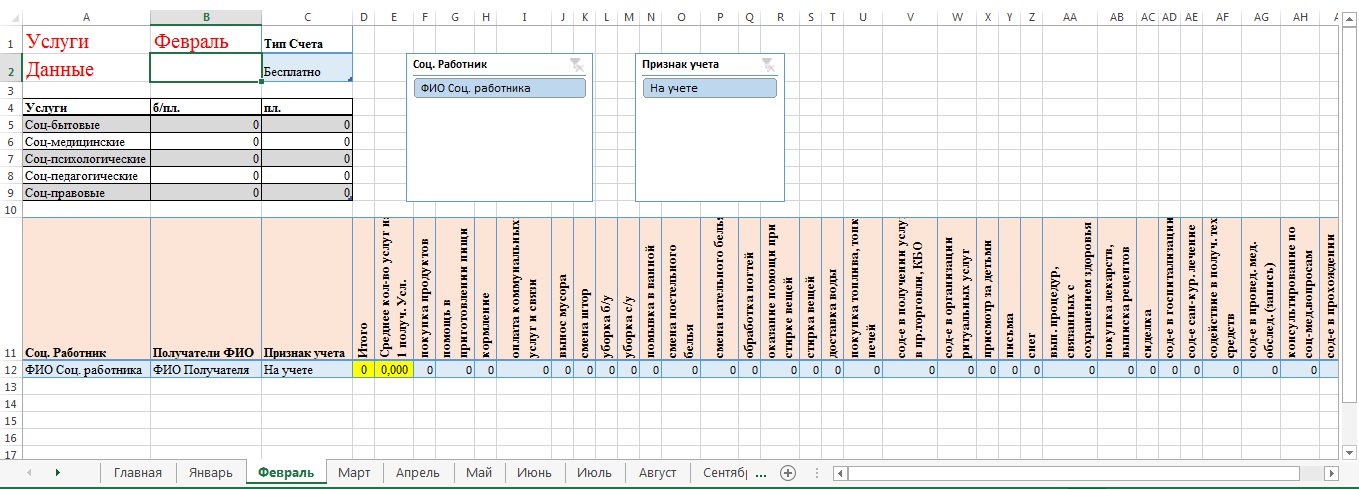 A B C D E F G H I J K L M N O P Q R S T U V W X Y Z AA AB AC AD AE AF AG AH
1 Услуги Февраль Тип Счета
2 Данные Бесплатно
Соц. Работник
ФИО Соц. работника
Признак учета
На учете
3
4 Услуги б/пл. пл.
5 Соц-бытовые 0 0
6 Соц-медицинские 0 0
7 Соц-психологические 0 0
8 Соц-педагогические 0 0
9 Соц-правовые 0 0
10
11 Соц. Работник Получатели ФИО Признак учета
Итого
Среднее кол-во услуг на
1 получ. Усл.
покупка продуктов
помощь в
приготовлении пищи
кормление
оплата коммунальных
услуг и связи
вынос мусора
смена штор
уборка б/у
уборка с/у
помывка в ванной
смена постельного
белья
смена нательного белья
обработка ногтей
оказание помощи при
стирке вещей
стирка вещей
доставка воды
покупка топлива, топк
печей
сод-е в получении услу
в пр.торговли, КБО
сод-е в организации
ритуальных услуг
присмотр за детьми
письма
снег
вып. процедур,
связанных с
сохранением здоровья
покупка лекарств,
выписка рецептов
сиделка
сод-е в госпитализации
сод-е сан-кур. лечение
содействие в получ. тех
средств
сод-е в провед. мед.
обслед. (запись)
консультирование по
соц-мед.вопросам
сод-е в прохождении
12 ФИО Соц. работника ФИО Получателя На учете 0 0,000 0 0 0 0 0 0 0 0 0 0 0 0 0 0 0 0 0 0 0 0 0 0 0 0 0 0 0 0 0
13
14
15
16
17
Главная Январь Февраль Март Апрель Май Июнь Июль Август Сентябр ...